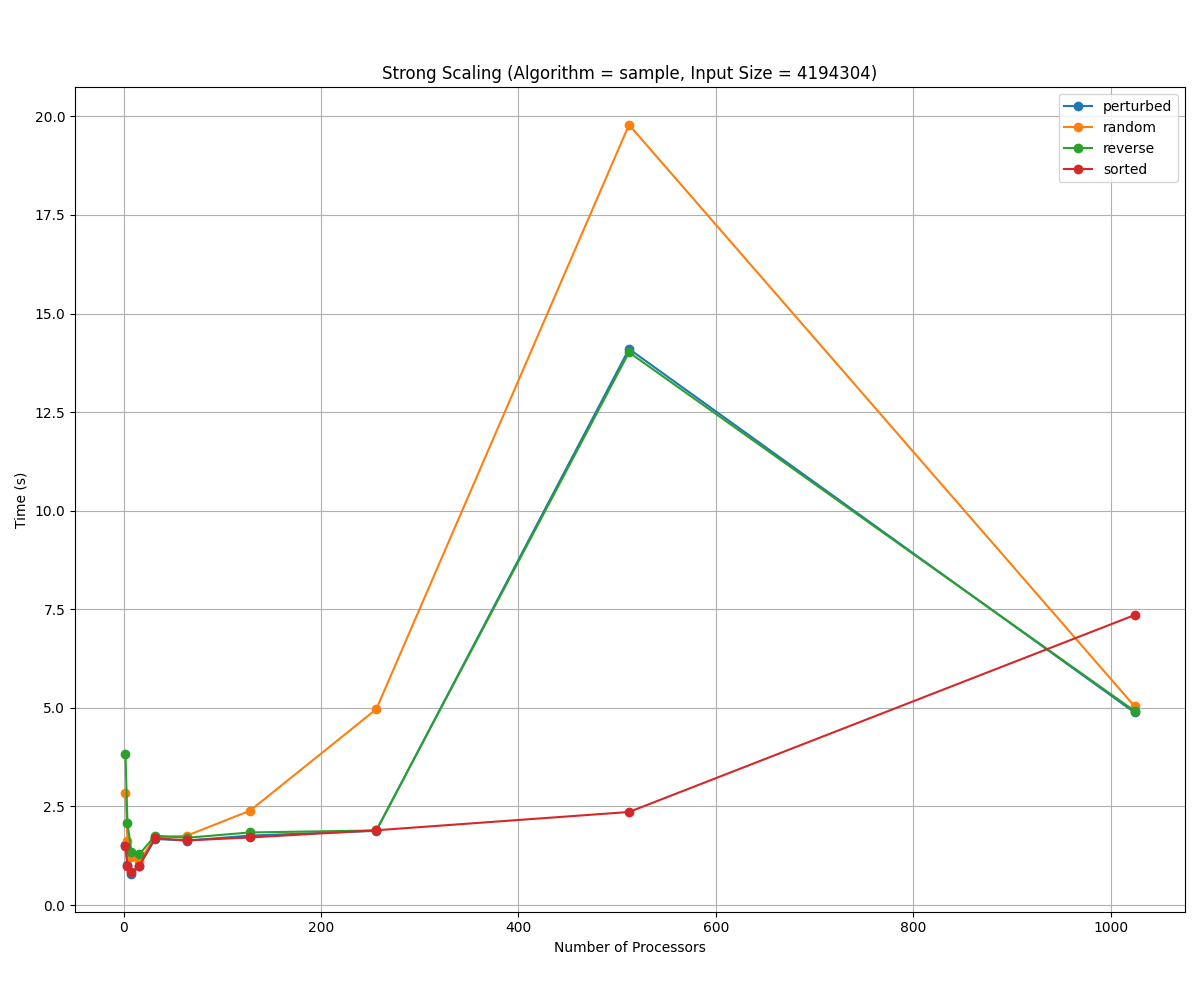 Strong Scaling (Algorithm = sample, Input Size = 4194304)
perturbed
random
reverse
sorted
20.0
17.5
15.0
12.5
10.0
7.5
5.0
2.5
0.0
Time (s)
0 200 400 600 800 1000
Number of Processors